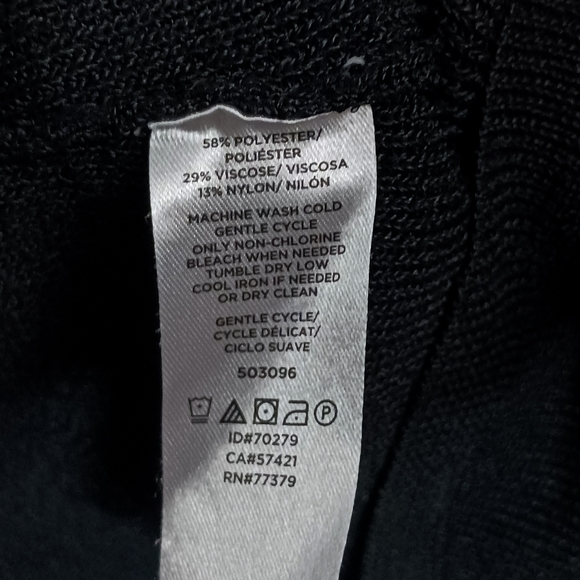 58% POLYESTER/
POLIÉSTER
29% VISCOSE/ VISCOSA
13% NYLON/ NILÓN
MACHINE WASH COLD
GENTLE CYCLE
ONLY NON-CHLORINE
BLEACH WHEN NEEDED
TUMBLE DRY LOW
COOL IRON IF NEEDED
OR DRY CLEAN
GENTLE CYCLE/
CYCLE DÉLICAT/
CICLO SUAVE
503096
P
ID#70279
CA#57421
RN#77379